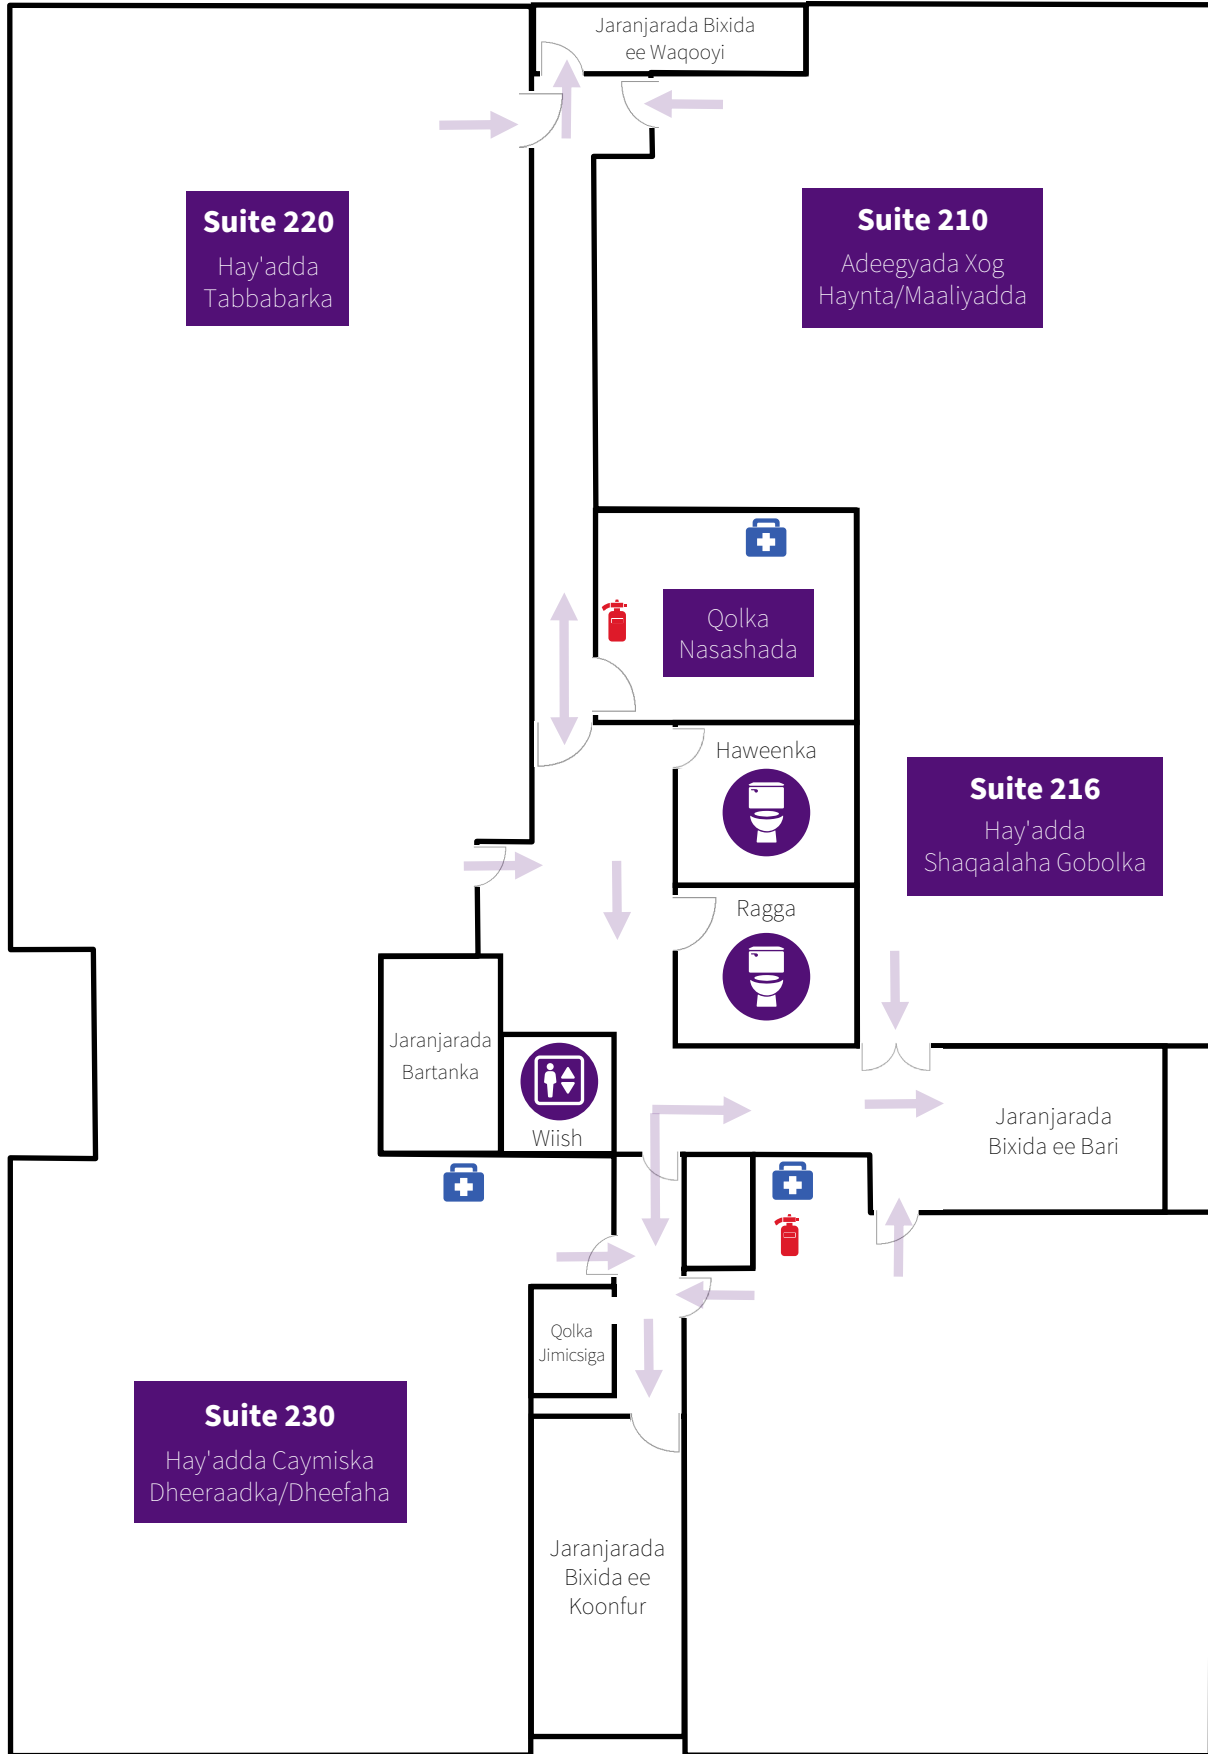 Jaranjarada Bixida
ee Waqooyi
Suite 220
Hay'adda
Tabbabarka
Suite 210
Adeegyada Xog
Haynta/Maaliyadda
Qolka
Nasashada
Haweenka
Suite 216
Hay'adda
Shaqaalaha Gobolka
Ragga
Jaranjarada
Bartanka
Wiish
Jaranjarada
Bixida ee Bari
Qolka
Jimicsiga
Suite 230
Hay'adda Caymiska
Dheeraadka/Dheefaha
Jaranjarada
Bixida ee
Koonfur